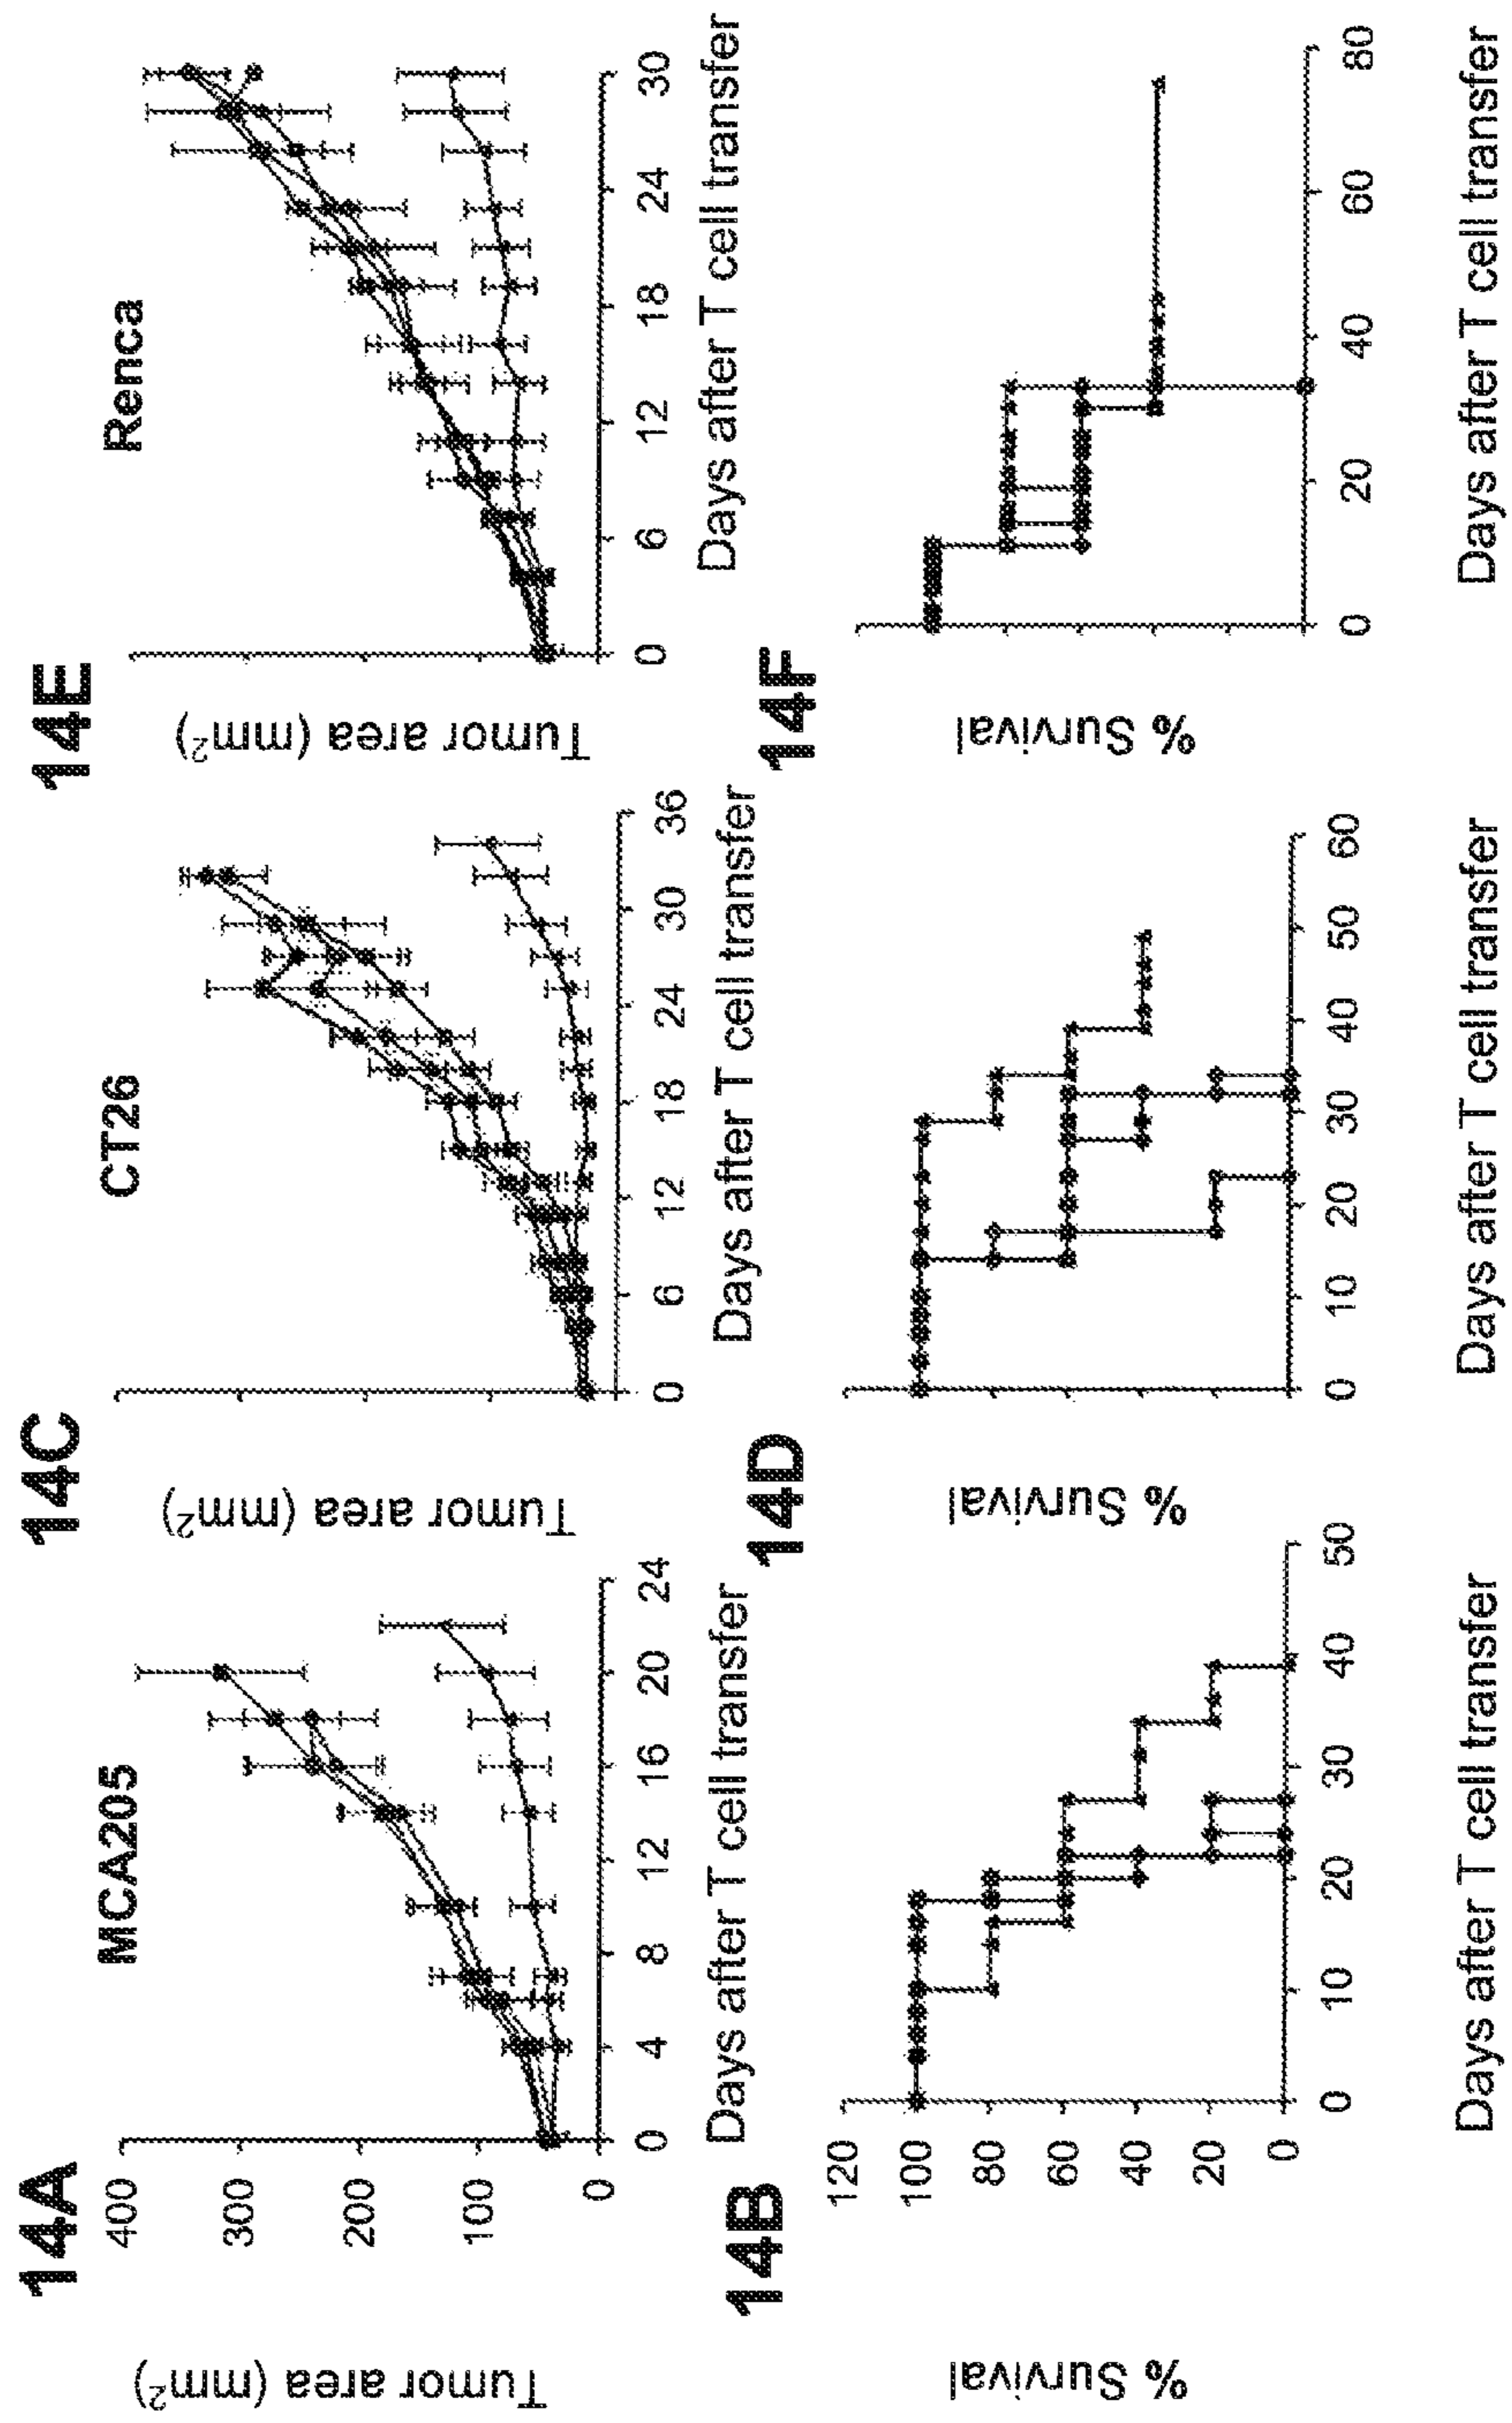 14A
MCA205
Tumor area (mm²)
400
300
200
100
0
0 4 8 12 16 20 24
Days after T cell transfer
14B
% Survival
120
100
80
60
40
20
0
0 10 20 30 40 50
Days after T cell transfer
14C
CT26
Tumor area (mm²)
0 6 12 18 24 30 36
Days after T cell transfer
14D
% Survival
0 10 20 30 40 50 60
Days after T cell transfer
14E
Renca
Tumor area (mm²)
0 6 12 18 24 30
Days after T cell transfer
14F
% Survival
0 20 40 60 80
Days after T cell transfer